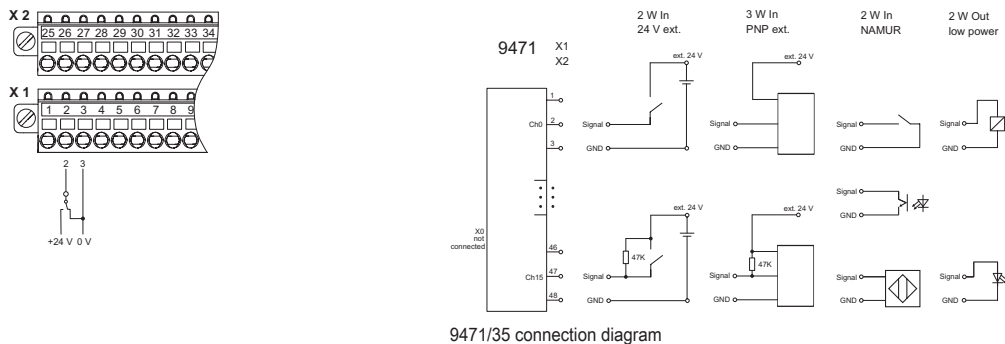 X 2
25 26 27 28 29 30 31 32 33 34
X 1
1 2 3 4 5 6 7 8 9
2 3
+24 V 0 V
2 W In
24 V ext.
3 W In
PNP ext.
2 W In
NAMUR
2 W Out
low power
9471
X1
X2
1
Ch0
2
3
X0
not
connected
46
Ch15
47
48
ext. 24 V
Signal
GND
ext. 24 V
47K
Signal
GND
ext. 24 V
Signal
GND
ext. 24 V
47K
Signal
GND
Signal
GND
Signal
GND
Signal
GND
Signal
GND
Signal
GND
9471/35 connection diagram